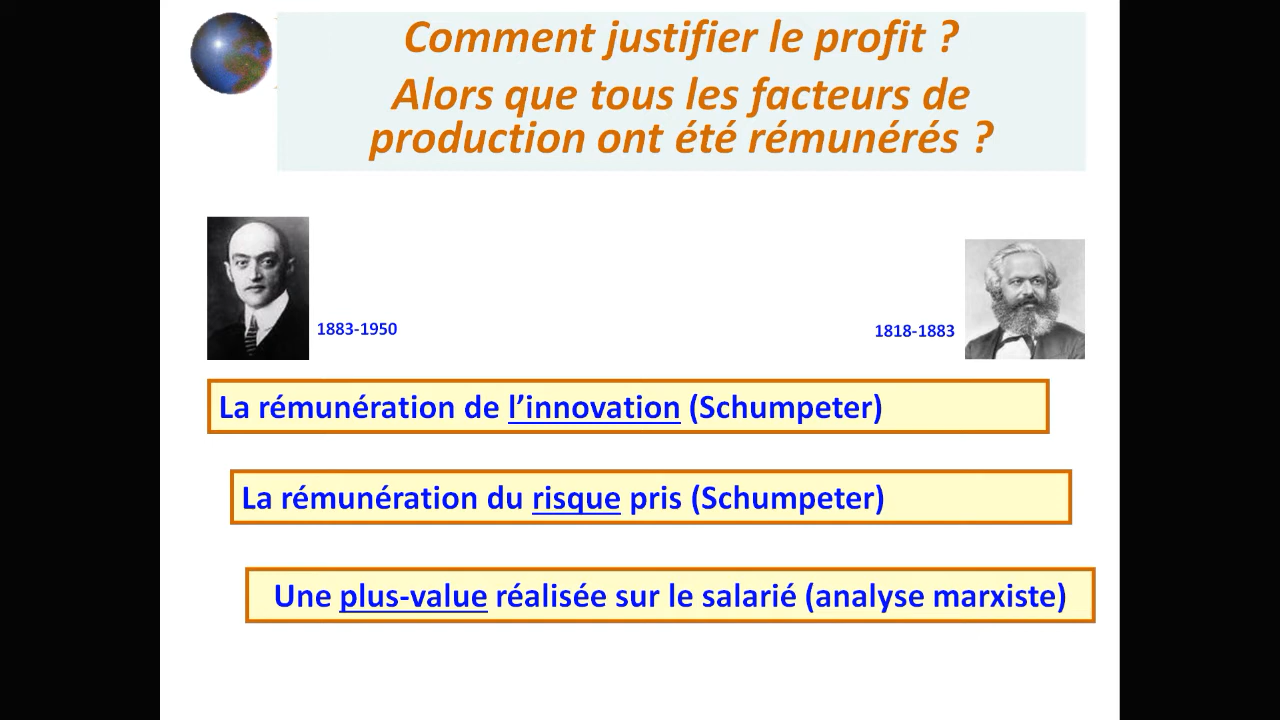 Comment justifier le profit ?
Alors que tous les facteurs de
production ont été rémunérés ?
1883-1950
1818-1883
La rémunération de l’innovation (Schumpeter)
La rémunération du risque pris (Schumpeter)
Une plus-value réalisée sur le salarié (analyse marxiste)